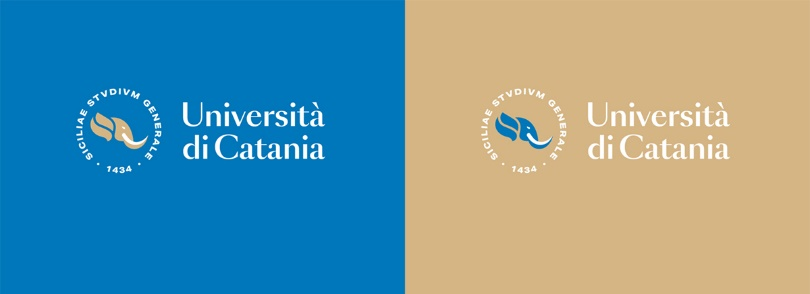 SICILIAE STVDIVM GENERALE
· 1434 ·
Università
di Catania
SICILIAE STVDIVM GENERALE
· 1434 ·
Università
di Catania